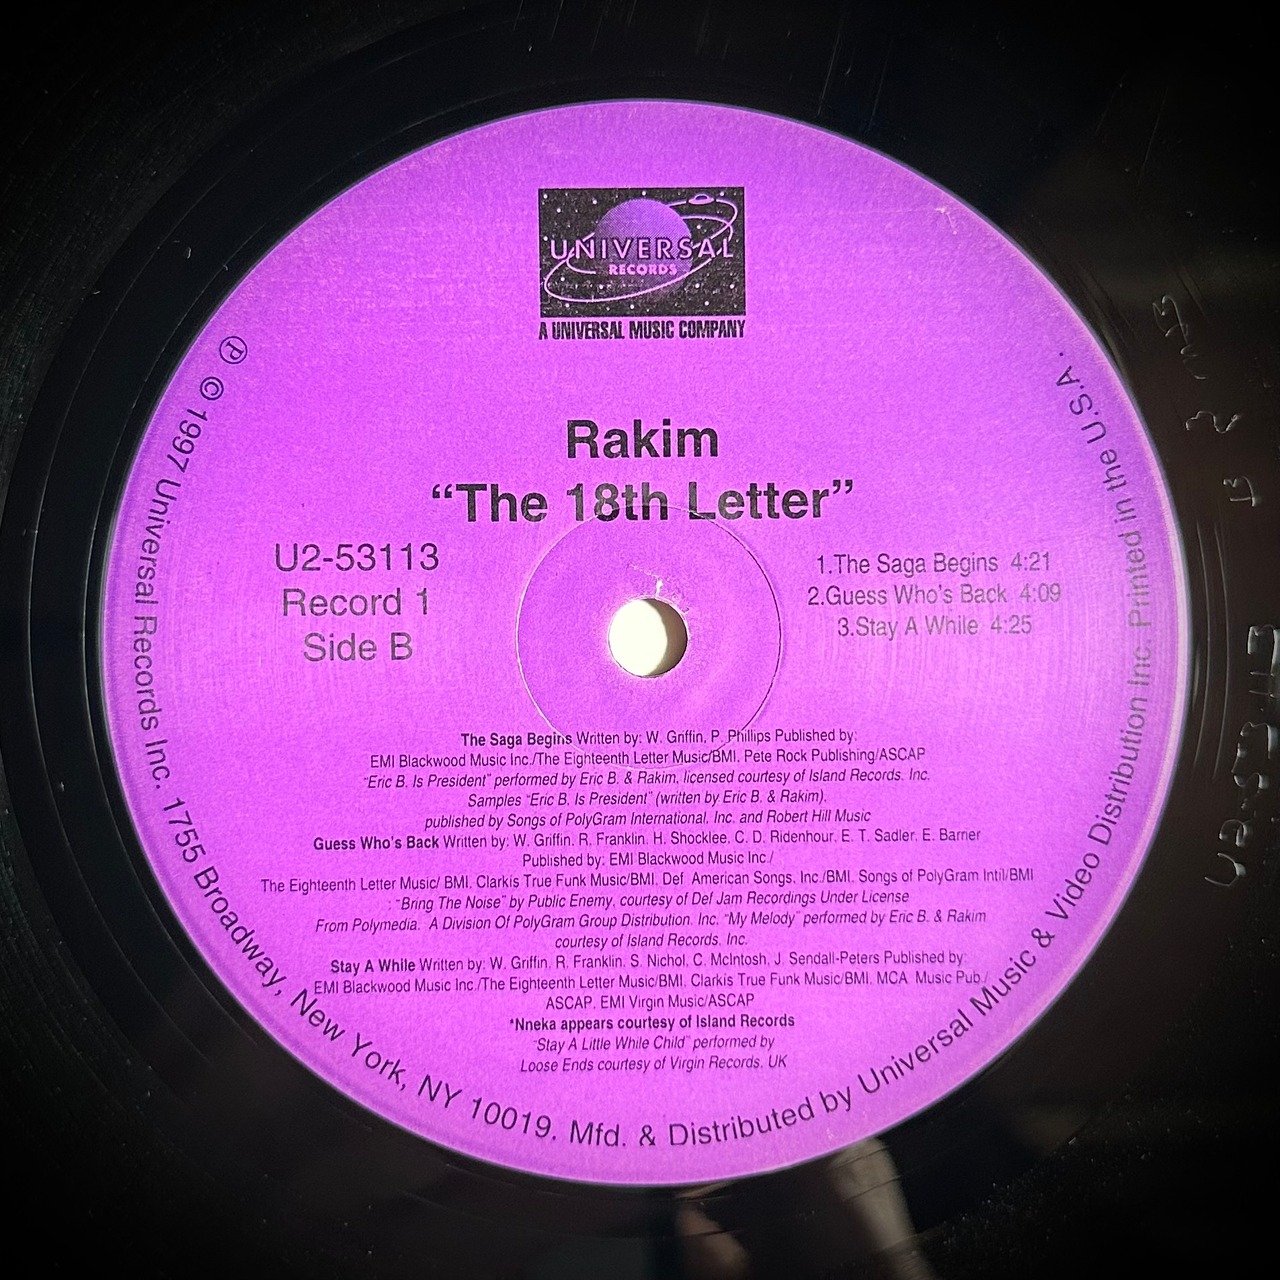 UNIVERSAL
RECORDS
A UNIVERSAL MUSIC COMPANY
Rakim
“The 18th Letter”
U2-53113
Record 1
Side B
1.The Saga Begins 4:21
2.Guess Who's Back 4:09
3.Stay A While 4:25
The Saga Begins Written by: W. Griffin, P. Phillips Published by:
EMI Blackwood Music Inc./The Eighteenth Letter Music/BMI, Pete Rock Publishing/ASCAP
“Eric B. Is President” performed by Eric B. & Rakim, licensed courtesy of Island Records, Inc.
Samples “Eric B. Is President” (written by Eric B. & Rakim),
published by Songs of PolyGram International, Inc. and Robert Hill Music
Guess Who's Back Written by: W. Griffin, R. Franklin, H. Shocklee, C. D. Ridenhour, E. T. Sadler, E. Barrier
Published by: EMI Blackwood Music Inc./
The Eighteenth Letter Music/ BMI, Clarkis True Funk Music/BMI, Def American Songs, Inc./BMI, Songs of PolyGram Intil/BMI
: “Bring The Noise” by Public Enemy, courtesy of Def Jam Recordings Under License
From Polymedia, A Division Of PolyGram Group Distribution, Inc. “My Melody” performed by Eric B. & Rakim
courtesy of Island Records, Inc.
Stay A While Written by: W. Griffin, R. Franklin, S. Nichol, C. McIntosh, J. Sendall-Peters Published by:
EMI Blackwood Music Inc./The Eighteenth Letter Music/BMI, Clarkis True Funk Music/BMI, MCA Music Pub./
ASCAP, EMI Virgin Music/ASCAP
*Nneka appears courtesy of Island Records
“Stay A Little While Child” performed by
Loose Ends courtesy of Virgin Records, UK
℗ © 1997 Universal Records Inc. 1755 Broadway, New York, NY 10019. Mfd. & Distributed by Universal Music & Video Distribution Inc. Printed in the U.S.A.
U2-53113